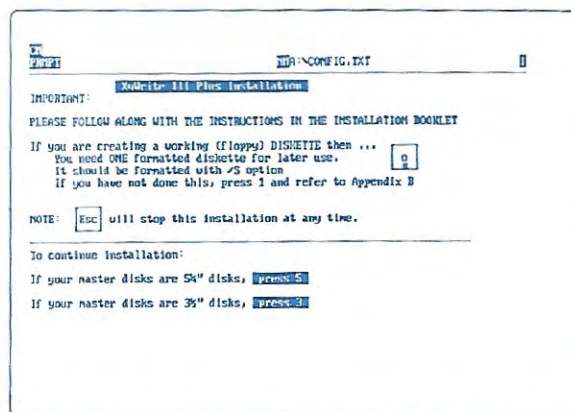 CM
PRMPT A:\CONFIG.TXT
XyWrite III Plus Installation
IMPORTANT:
PLEASE FOLLOW ALONG WITH THE INSTRUCTIONS IN THE INSTALLATION BOOKLET
If you are creating a working (floppy) DISKETTE then ...
You need ONE formatted diskette for later use.
It should be formatted with /S option
If you have not done this, press 1 and refer to Appendix B
NOTE: Esc will stop this installation at any time.
To continue installation:
If your master disks are 5¼" disks, press 5
If your master disks are 3½" disks, press 3